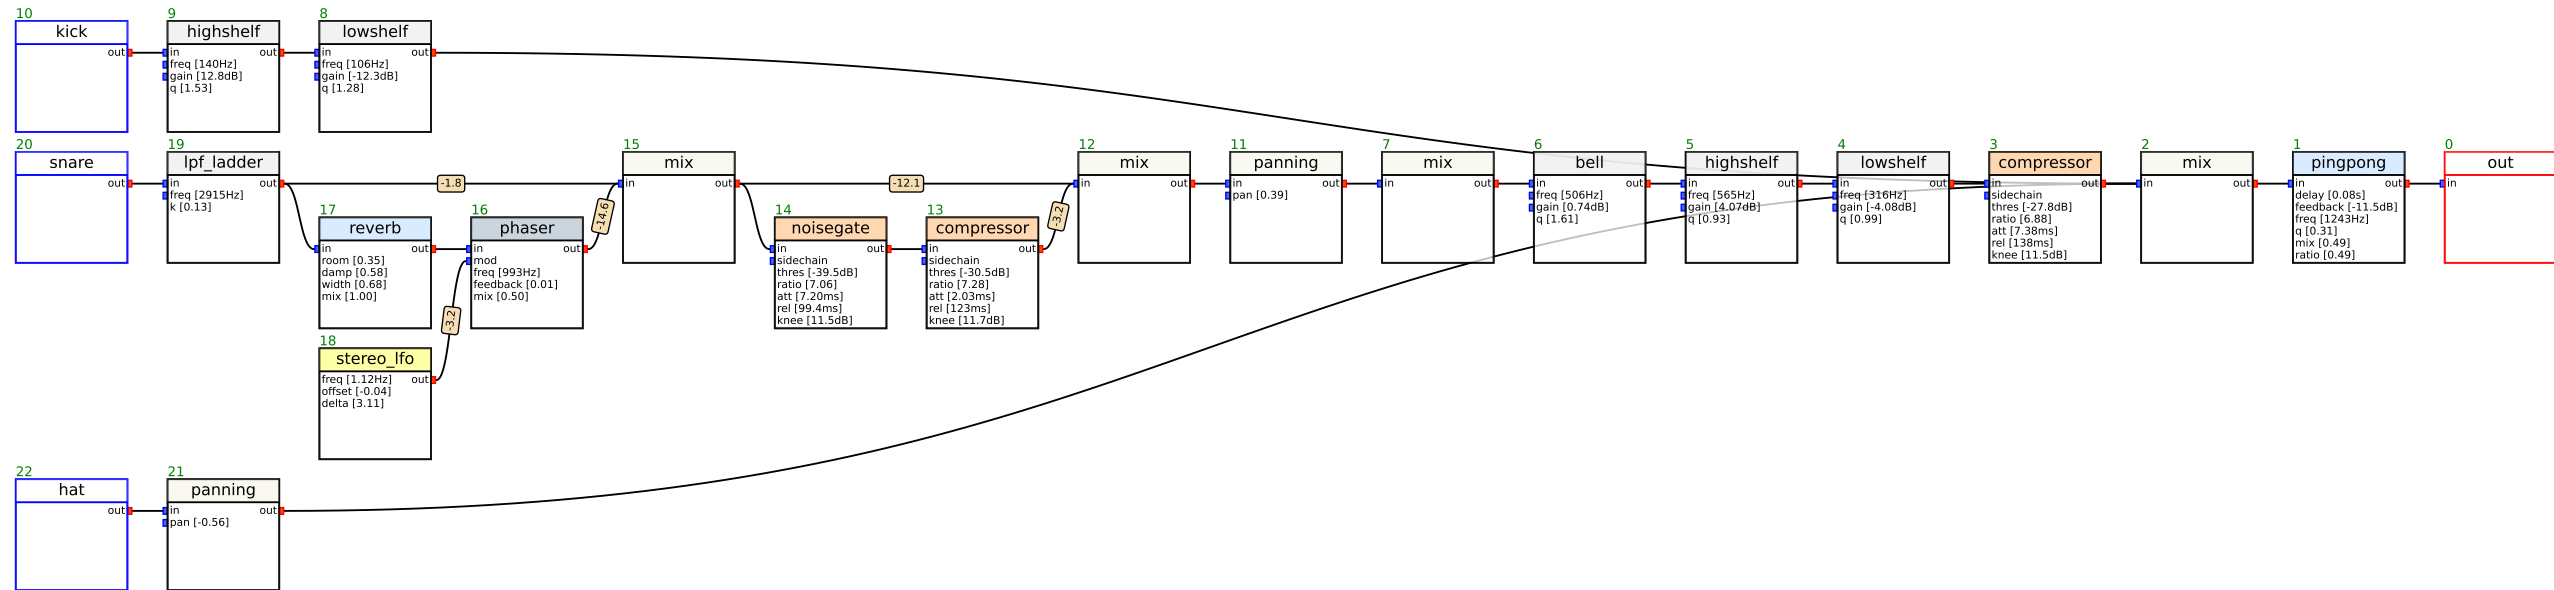 10
kick
out
9
highshelf
in out
freq [140Hz]
gain [12.8dB]
q [1.53]
8
lowshelf
in out
freq [106Hz]
gain [-12.3dB]
q [1.28]
20
snare
out
19
lpf_ladder
in out
freq [2915Hz]
k [0.13]
-1.8
17
reverb
in out
room [0.35]
damp [0.58]
width [0.68]
mix [1.00]
16
phaser
in out
mod
freq [993Hz]
feedback [0.01]
mix [0.50]
-14.6
-3.2
18
stereo_lfo
freq [1.12Hz] out
offset [-0.04]
delta [3.11]
15
mix
in out
-12.1
14
noisegate
in out
sidechain
thres [-39.5dB]
ratio [7.06]
att [7.20ms]
rel [99.4ms]
knee [11.5dB]
13
compressor
in out
sidechain
thres [-30.5dB]
ratio [7.28]
att [2.03ms]
rel [123ms]
knee [11.7dB]
-3.2
12
mix
in out
11
panning
in out
pan [0.39]
7
mix
in out
6
bell
in out
freq [506Hz]
gain [0.74dB]
q [1.61]
5
highshelf
in out
freq [565Hz]
gain [4.07dB]
q [0.93]
4
lowshelf
in out
freq [316Hz]
gain [-4.08dB]
q [0.99]
3
compressor
in out
sidechain
thres [-27.8dB]
ratio [6.88]
att [7.38ms]
rel [138ms]
knee [11.5dB]
2
mix
in out
1
pingpong
in out
delay [0.08s]
feedback [-11.5dB]
freq [1243Hz]
q [0.31]
mix [0.49]
ratio [0.49]
0
out
in
22
hat
out
21
panning
in out
pan [-0.56]